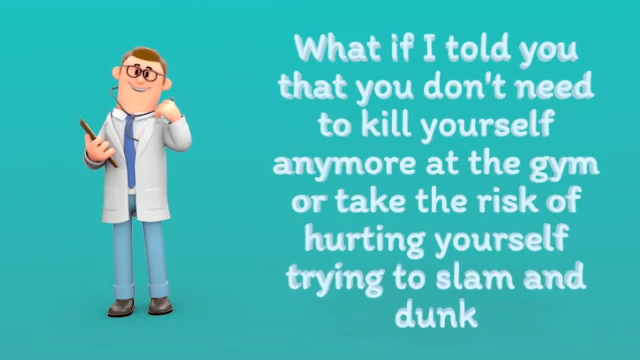 What if I told you
that you don't need
to kill yourself
anymore at the gym
or take the risk of
hurting yourself
trying to slam and
dunk